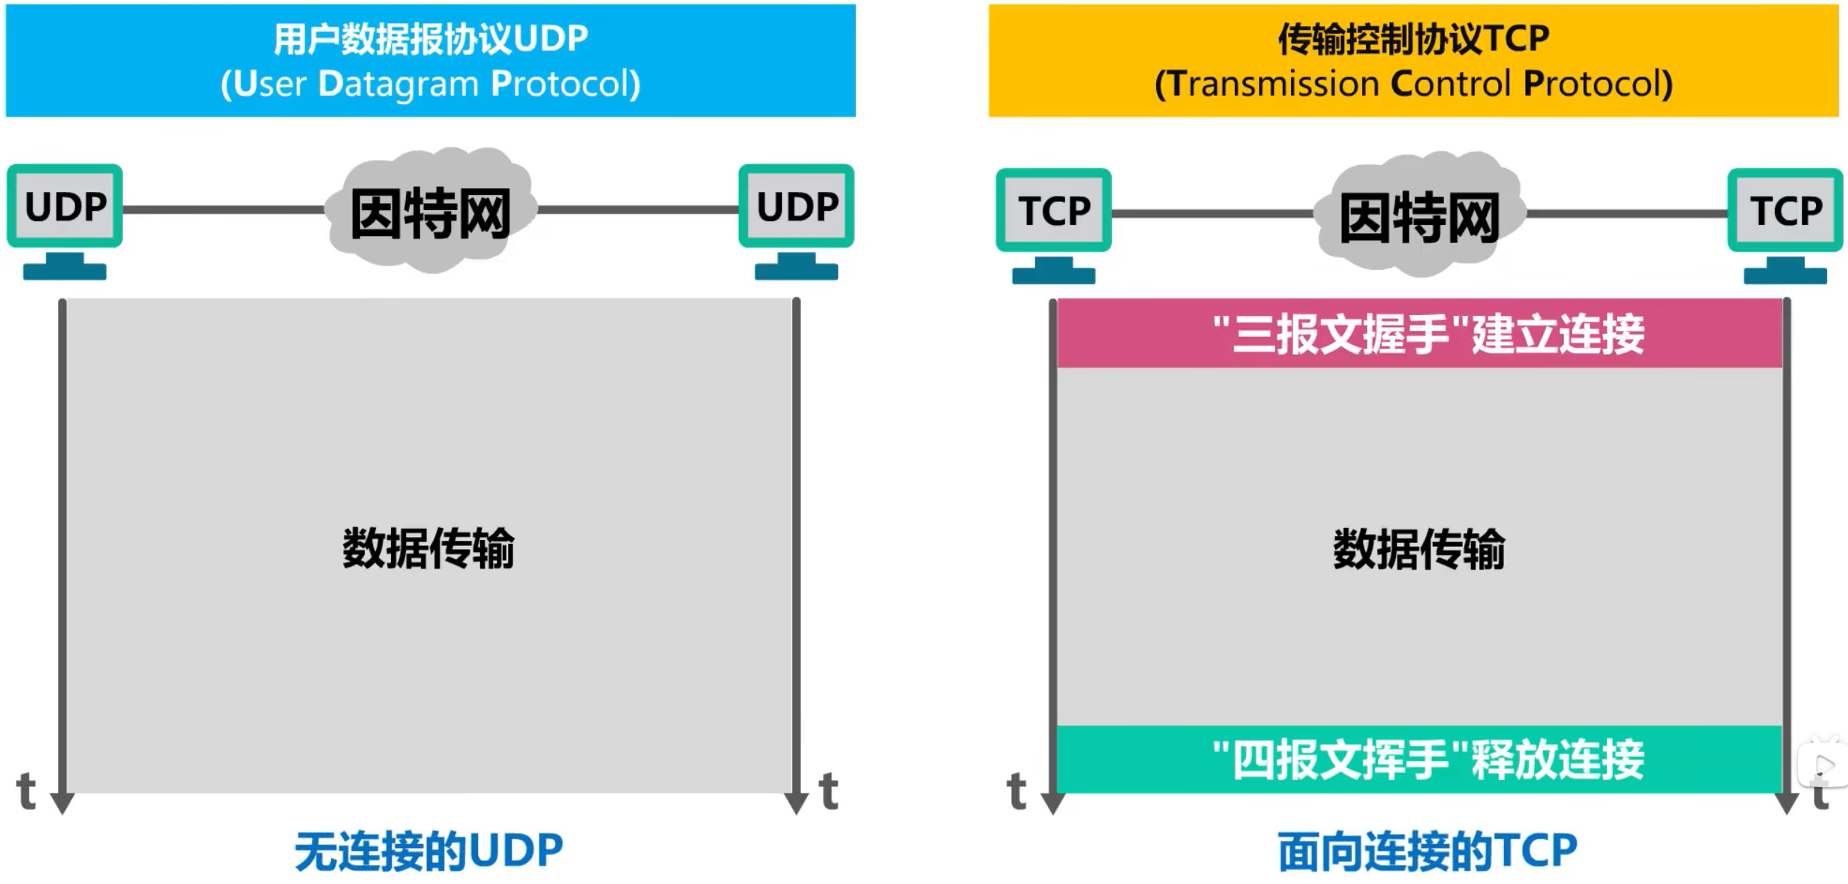 用户数据报协议UDP
(User Datagram Protocol)
UDP
因特网
UDP
数据传输
t
t
无连接的UDP
传输控制协议TCP
(Transmission Control Protocol)
TCP
因特网
TCP
"三报文握手"建立连接
数据传输
"四报文挥手"释放连接
t
t
面向连接的TCP